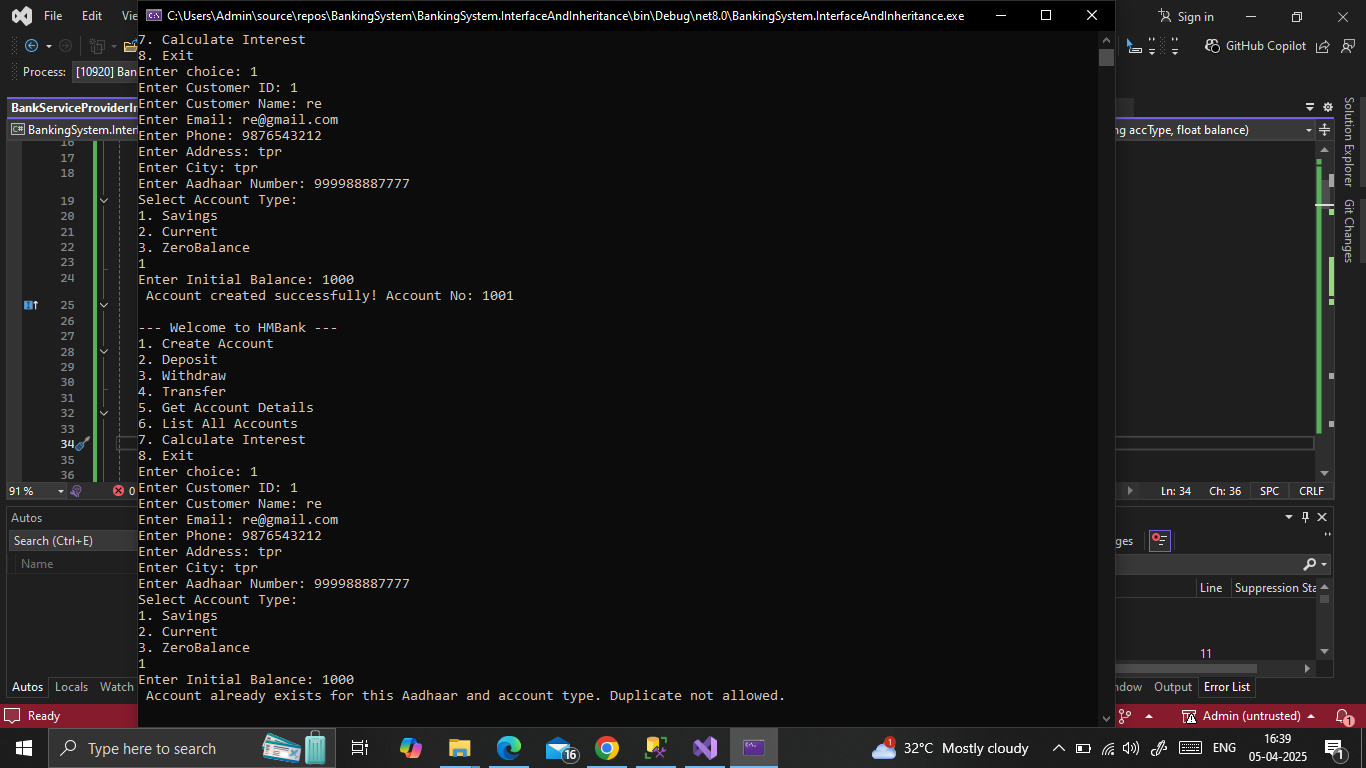 File Edit Vie
C:\Users\Admin\source\repos\BankingSystem\BankingSystem.InterfaceAndInheritance\bin\Debug\net8.0\BankingSystem.InterfaceAndInheritance.exe
Sign in
GitHub Copilot
Process: [10920] Ban
BankServiceProviderIn
BankingSystem.Inter
ng accType, float balance)
Solution Explorer
Git Changes
16
17
18
19
20
21
22
23
24
25
26
27
28
29
30
31
32
33
34
35
36
7. Calculate Interest
8. Exit
Enter choice: 1
Enter Customer ID: 1
Enter Customer Name: re
Enter Email: re@gmail.com
Enter Phone: 9876543212
Enter Address: tpr
Enter City: tpr
Enter Aadhaar Number: 999988887777
Select Account Type:
1. Savings
2. Current
3. ZeroBalance
1
Enter Initial Balance: 1000
Account created successfully! Account No: 1001
--- Welcome to HMBank ---
1. Create Account
2. Deposit
3. Withdraw
4. Transfer
5. Get Account Details
6. List All Accounts
7. Calculate Interest
8. Exit
Enter choice: 1
Enter Customer ID: 1
Enter Customer Name: re
Enter Email: re@gmail.com
Enter Phone: 9876543212
Enter Address: tpr
Enter City: tpr
Enter Aadhaar Number: 999988887777
Select Account Type:
1. Savings
2. Current
3. ZeroBalance
1
Enter Initial Balance: 1000
Account already exists for this Aadhaar and account type. Duplicate not allowed.
91 % 0
Ln: 34 Ch: 36 SPC CRLF
Autos
Search (Ctrl+E)
Name
ges
Line Suppression Sta
11
Autos Locals Watch
ndow Output Error List
Ready
Admin (untrusted)
1
Type here to search
16
1
32°C Mostly cloudy
ENG
16:39
05-04-2025
1